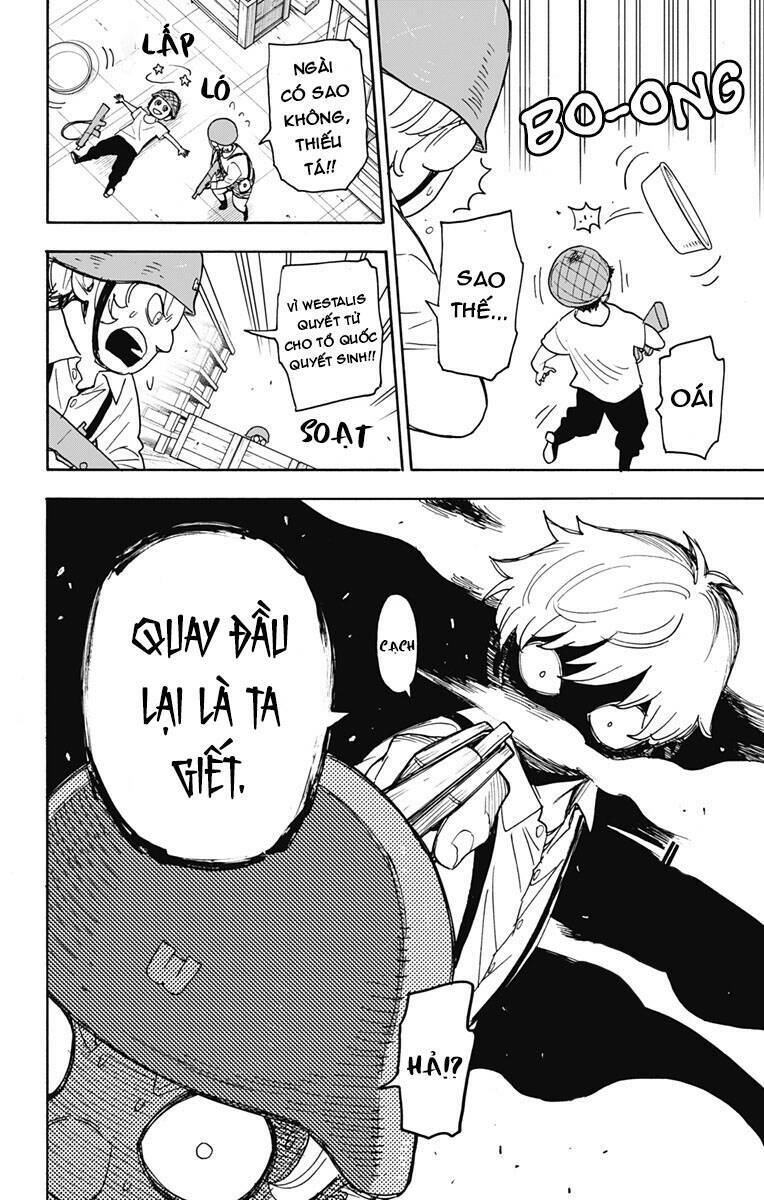 BO-ONG
OÁI
SAO
THẾ...
NGÀI
CÓ SAO
KHÔNG,
THIẾU
TÁ!!
LẤP
LÓ
VÌ WESTALIS
QUYẾT TỬ
CHO TỔ QUỐC
QUYẾT SINH!!
SOẠT
CẠCH
QUAY ĐẦU
LẠI LÀ TA
GIẾT.
HẢ!?